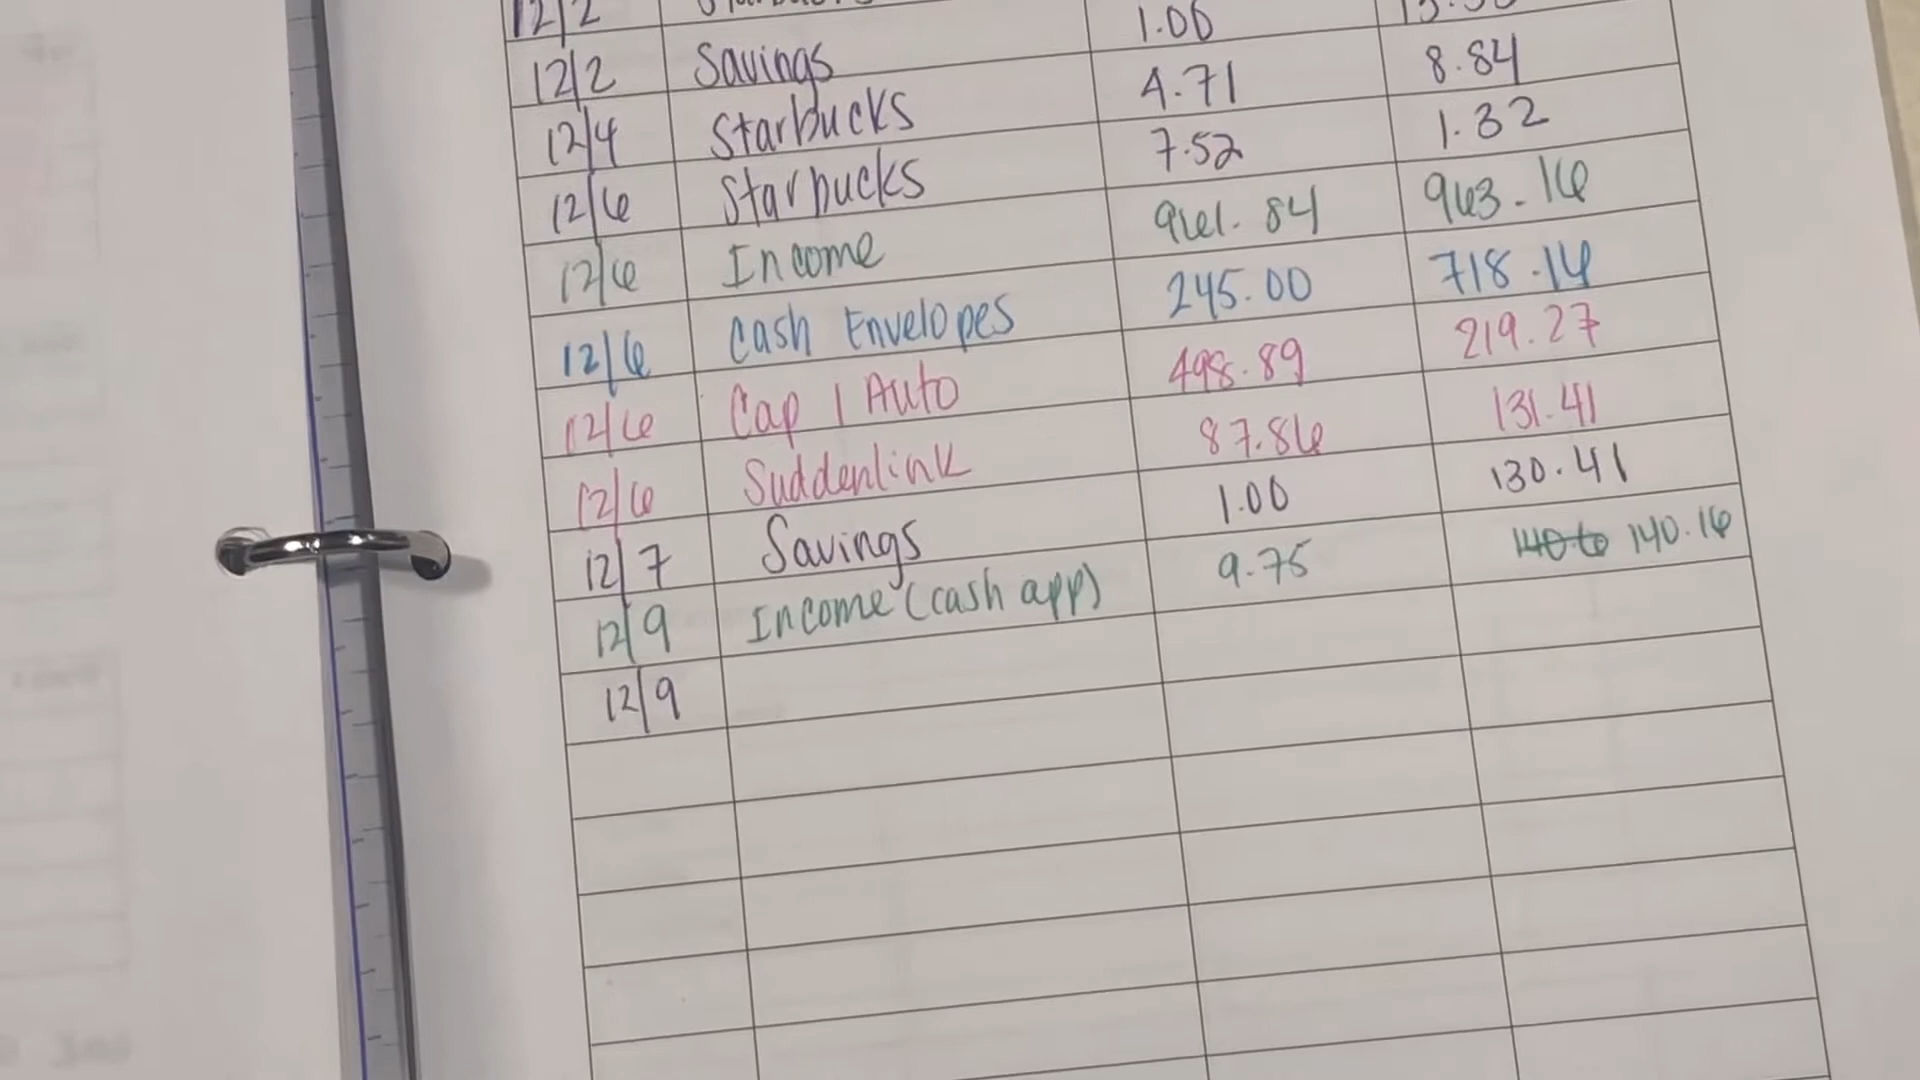 12/2
12/2 Savings 1.00
12/4 Starbucks 4.71 8.84
12/6 Starbucks 7.52 1.32
12/6 Income 961.84 963.16
12/6 Cash Envelopes 245.00 718.16
12/6 Cap 1 Auto 498.89 219.27
12/6 Suddenlink 87.86 131.41
12/7 Savings 1.00 130.41
12/9 Income (cash app) 9.75 140.16
12/9